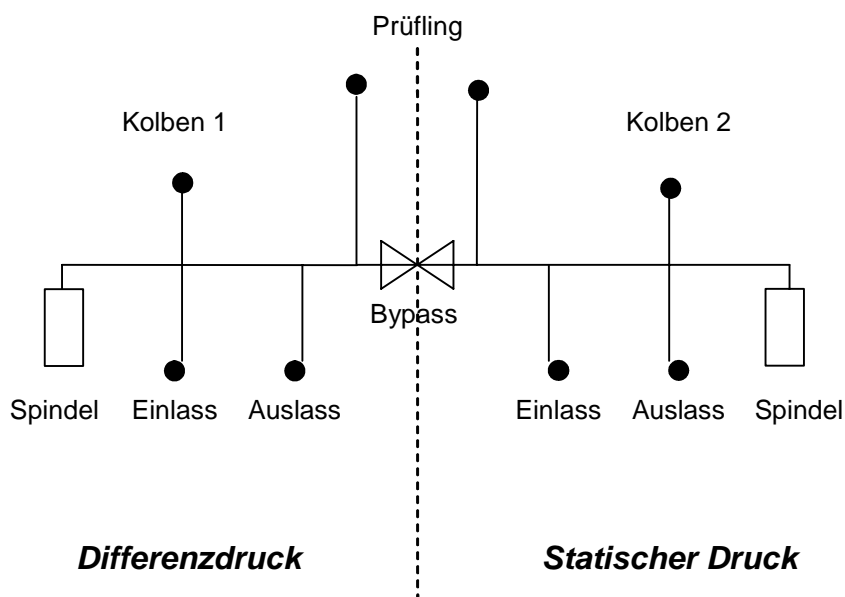 Prüfling
Kolben 1
Kolben 2
Bypass
Spindel
Einlass
Auslass
Einlass
Auslass
Spindel
Differenzdruck
Statischer Druck